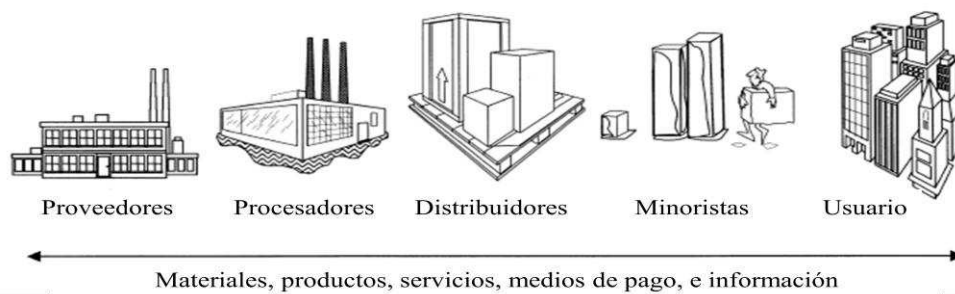 Proveedores Procesadores Distribuidores Minoristas Usuario
Materiales, productos, servicios, medios de pago, e información